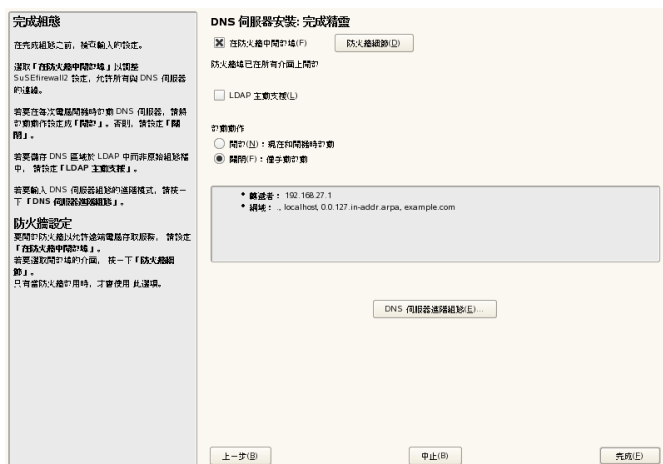 完成組態
在完成組態之前，檢查輸入的設定。
選取「在防火牆中開啟埠」以調整
SuSEfirewall2 設定，允許所有與 DNS 伺服器
的連線。
若要在每次電腦開機時啟動 DNS 伺服器，請將
啟動動作設定成「開啟」。否則，請設定「關
閉」。
若要儲存 DNS 區域於 LDAP 中而非原始組態檔
中， 請設定「LDAP 主動支援」。
若要輸入 DNS 伺服器組態的進階模式，請按一
下「DNS 伺服器進階組態」。
防火牆設定
要開啟防火牆以允許遠端電腦存取服務， 請設定
「在防火牆中開啟埠」。
若要選取開啟埠的介面， 按一下「防火牆細
節」。
只有當防火牆啟用時，才會使用 此選項。
DNS 伺服器安裝: 完成精靈
在防火牆中開啟埠(F)
防火牆細節(D)
防火牆埠已在所有介面上開啟
LDAP 主動支援(L)
啟動動作
開啟(N)：現在和開機時啟動
關閉(F)：僅手動啟動
轉遞者： 192.168.27.1
網域： ., localhost, 0.0.127.in-addr.arpa, example.com
DNS 伺服器進階組態(E)...
上一步(B)
中止(B)
完成(F)